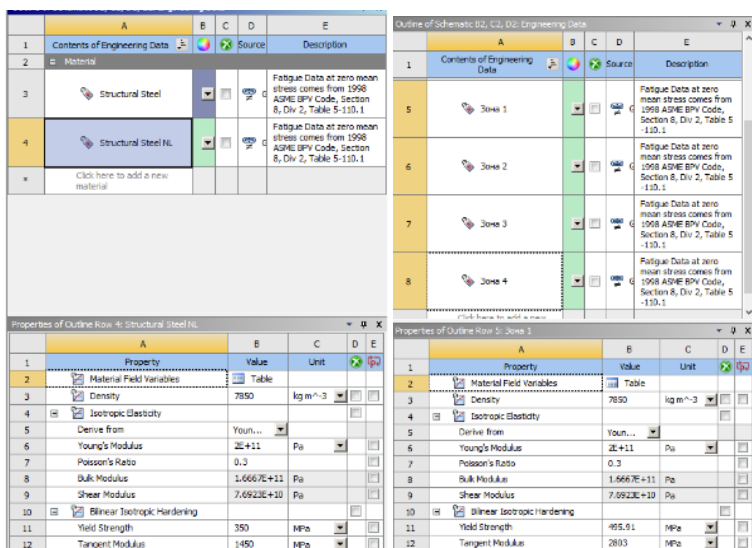 A B C D E
1 Contents of Engineering Data Source Description
2 Material
3 Structural Steel
Fatigue Data at zero mean
stress comes from 1998
ASME BPV Code, Section
8, Div 2, Table 5-110.1
4 Structural Steel NL
Fatigue Data at zero mean
stress comes from 1998
ASME BPV Code, Section
8, Div 2, Table 5-110.1
* Click here to add a new
material
Properties of Outline Row 4: Structural Steel NL
A B C D E
1 Property Value Unit
2 Material Field Variables Table
3 Density 7850 kg m^-3
4 Isotropic Elasticity
5 Derive from Youn...
6 Young's Modulus 2E+11 Pa
7 Poisson's Ratio 0.3
8 Bulk Modulus 1.6667E+11 Pa
9 Shear Modulus 7.6923E+10 Pa
10 Bilinear Isotropic Hardening
11 Yield Strength 350 MPa
12 Tangent Modulus 1450 MPa
Outline of Schematic B2, C2, D2: Engineering Data
A B C D E
1 Contents of Engineering
Data
Source Description
5 Зона 1
Fatigue Data at zero
mean stress comes from
1998 ASME BPV Code,
Section 8, Div 2, Table 5
-110.1
6 Зона 2
Fatigue Data at zero
mean stress comes from
1998 ASME BPV Code,
Section 8, Div 2, Table 5
-110.1
7 Зона 3
Fatigue Data at zero
mean stress comes from
1998 ASME BPV Code,
Section 8, Div 2, Table 5
-110.1
8 Зона 4
Fatigue Data at zero
mean stress comes from
1998 ASME BPV Code,
Section 8, Div 2, Table 5
-110.1
Click here to add a new
Properties of Outline Row 5: Зона 1
A B C D E
1 Property Value Unit
2 Material Field Variables Table
3 Density 7850 kg m^-3
4 Isotropic Elasticity
5 Derive from Youn...
6 Young's Modulus 2E+11 Pa
7 Poisson's Ratio 0.3
8 Bulk Modulus 1.6667E+11 Pa
9 Shear Modulus 7.6923E+10 Pa
10 Bilinear Isotropic Hardening
11 Yield Strength 495.91 MPa
12 Tangent Modulus 2803 MPa